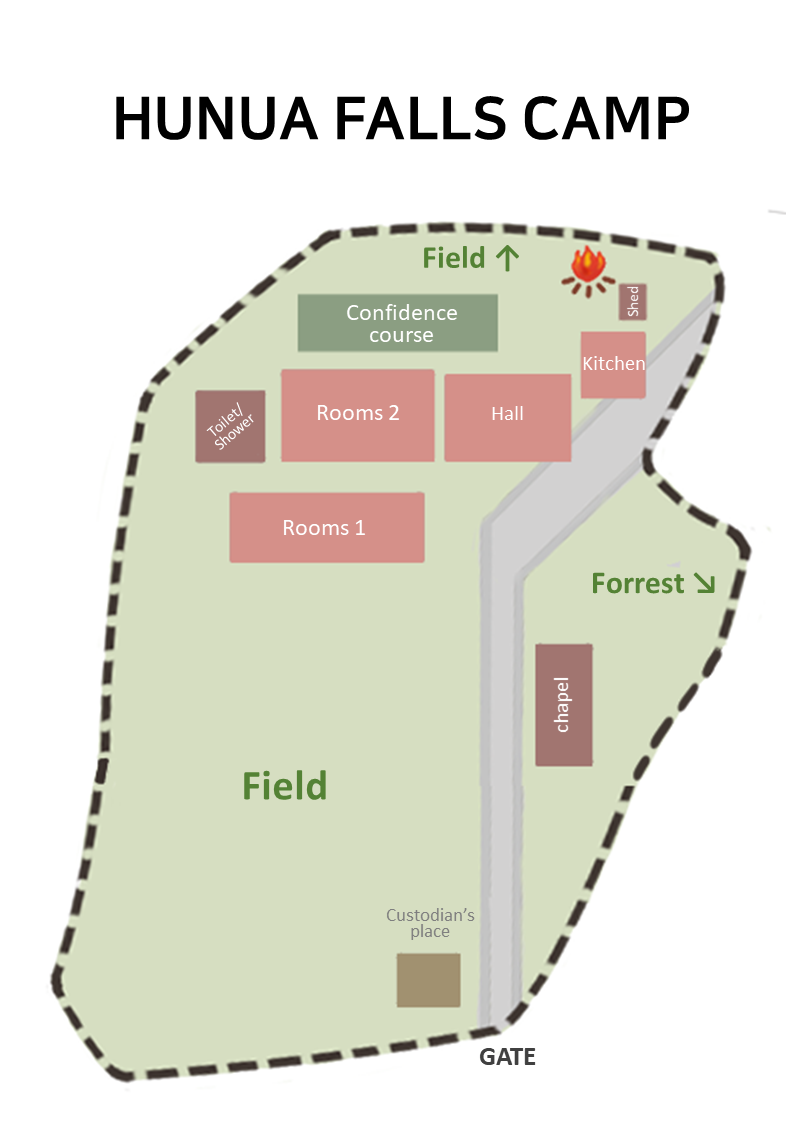 HUNUA FALLS CAMP
Field ↑
Shed
Confidence
course
Kitchen
Toilet/
Shower
Rooms 2
Hall
Rooms 1
Forrest ↘
chapel
Field
Custodian’s
place
GATE